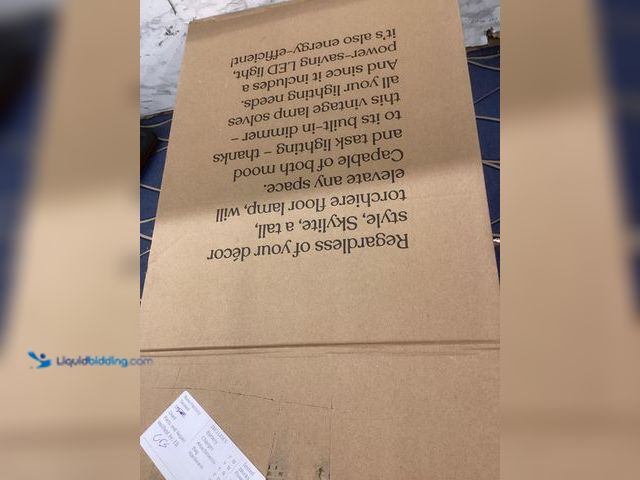 Regardless of your décor
style, Skylite, a tall,
torchiere floor lamp, will
elevate any space.
Capable of both mood
and task lighting – thanks
to its built-in dimmer –
this vintage lamp solves
all your lighting needs.
And since it includes a
power-saving LED light,
it's also energy-efficient!
Liquidbidding.com